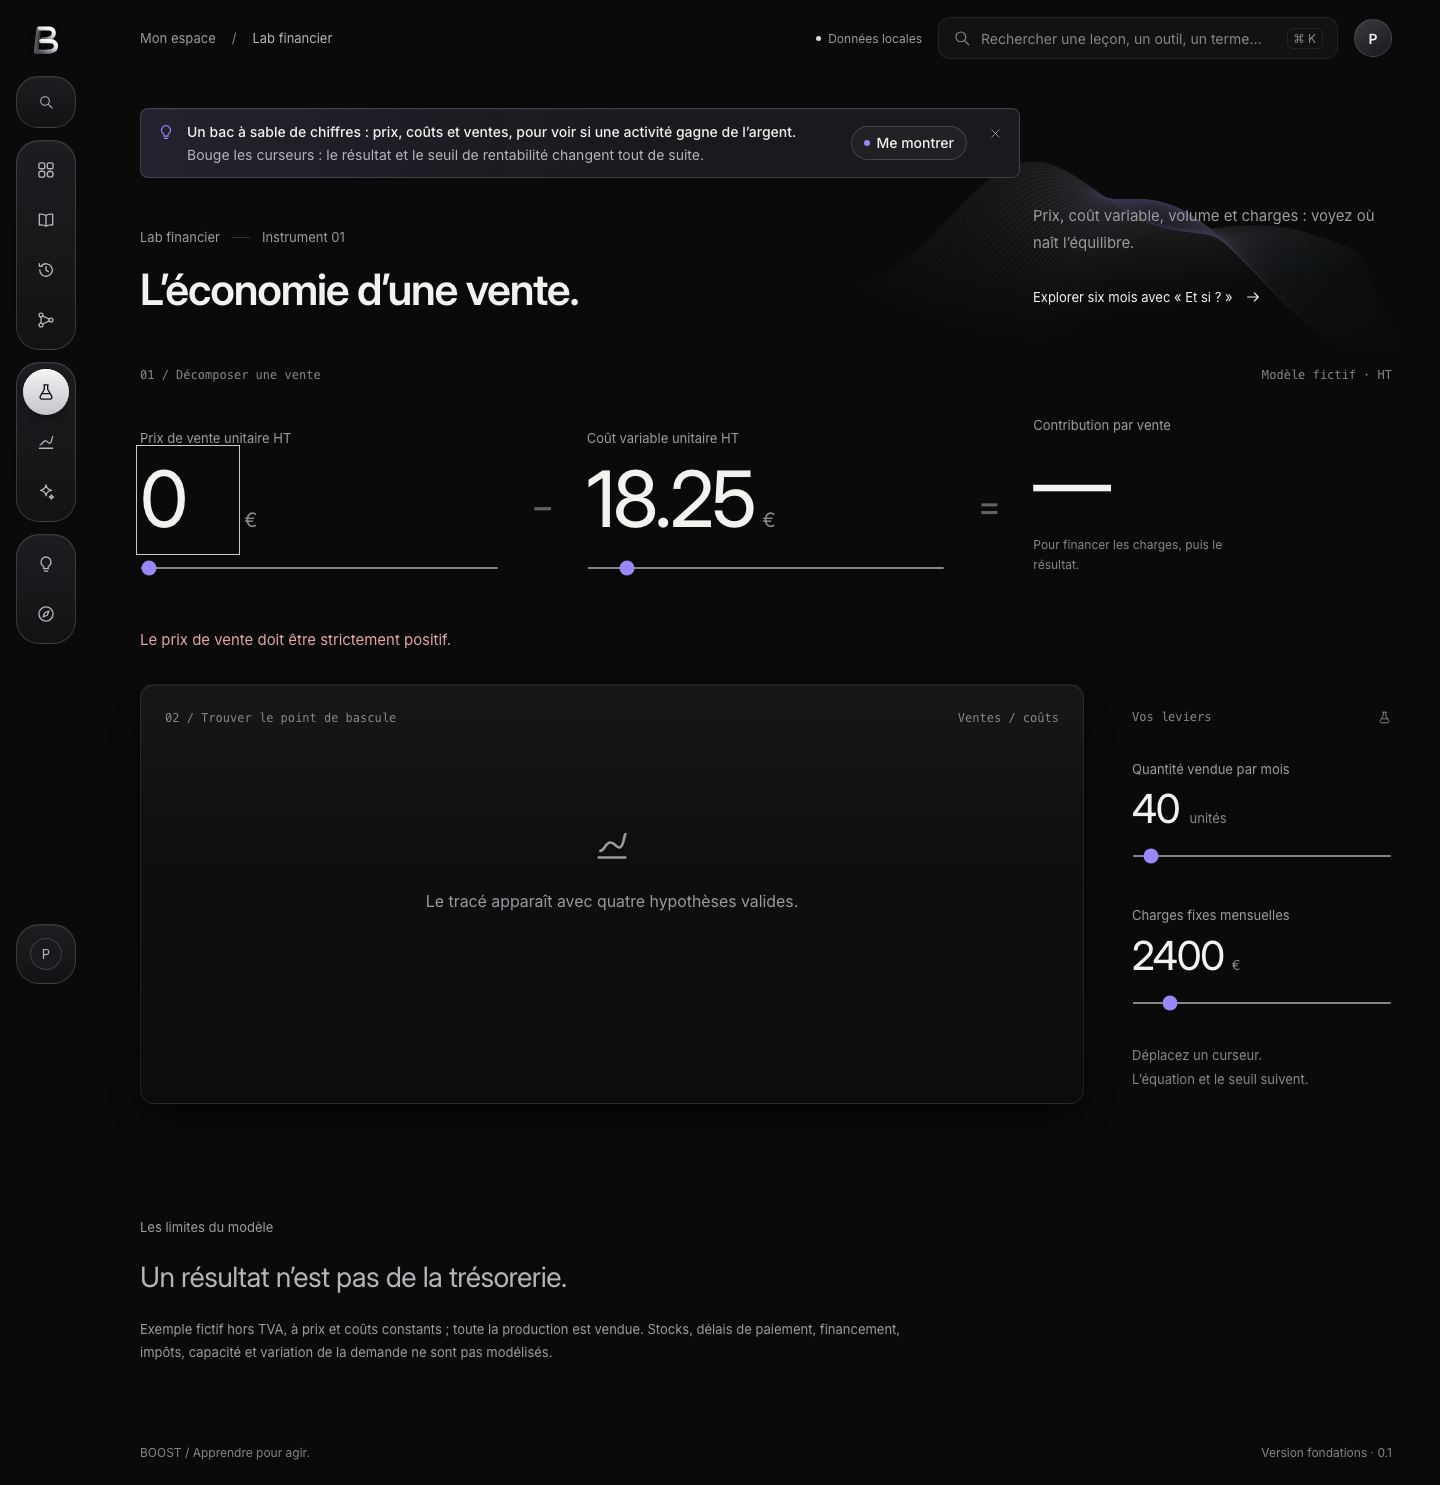 B
Mon espace / Lab financier
Données locales
Rechercher une leçon, un outil, un terme...
⌘ K
P
Un bac à sable de chiffres : prix, coûts et ventes, pour voir si une activité gagne de l’argent.
Bouge les curseurs : le résultat et le seuil de rentabilité changent tout de suite.
Me montrer
Lab financier — Instrument 01
L’économie d’une vente.
Prix, coût variable, volume et charges : voyez où
naît l’équilibre.
Explorer six mois avec « Et si ? » →
01 / Décomposer une vente
Modèle fictif · HT
Prix de vente unitaire HT
0 €
−
Coût variable unitaire HT
18.25 €
=
Contribution par vente
—
Pour financer les charges, puis le
résultat.
Le prix de vente doit être strictement positif.
02 / Trouver le point de bascule
Ventes / coûts
Le tracé apparaît avec quatre hypothèses valides.
Vos leviers
Quantité vendue par mois
40 unités
Charges fixes mensuelles
2400 €
Déplacez un curseur.
L’équation et le seuil suivent.
P
Les limites du modèle
Un résultat n’est pas de la trésorerie.
Exemple fictif hors TVA, à prix et coûts constants ; toute la production est vendue. Stocks, délais de paiement, financement,
impôts, capacité et variation de la demande ne sont pas modélisés.
BOOST / Apprendre pour agir.
Version fondations · 0.1